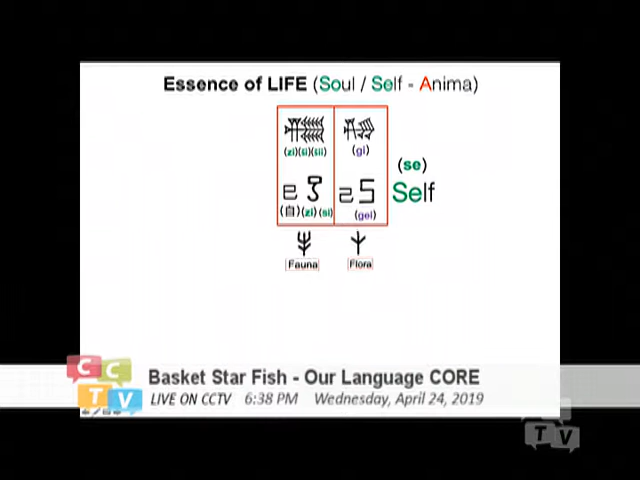 Essence of LIFE (Soul / Self - Anima)
(zi)(si)(sii) (gi)
(se)
Self
(自)(zi)(si) (gei)
Fauna Flora
CCTV
Basket Star Fish - Our Language CORE
LIVE ON CCTV 6:38 PM Wednesday, April 24, 2019
TV